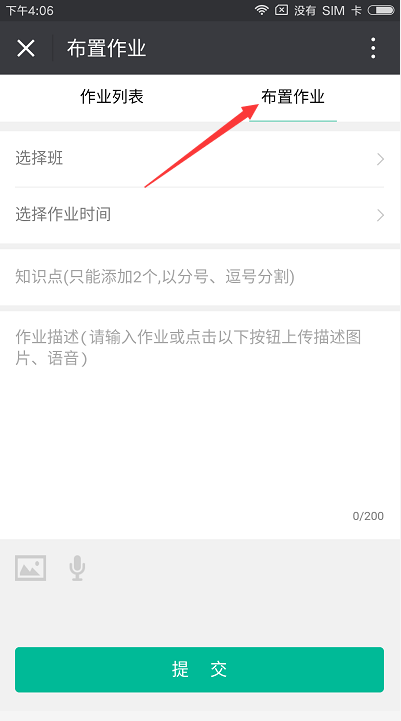 下午4:06 没有 SIM 卡
布置作业
作业列表 布置作业
选择班
选择作业时间
知识点(只能添加2个,以分号、逗号分割)
作业描述(请输入作业或点击以下按钮上传描述图
片、语音)
0/200
提 交